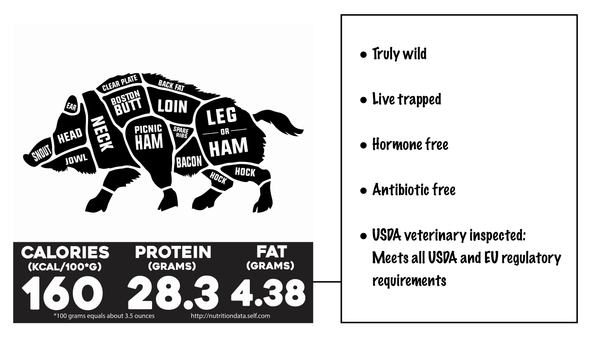 CLEAR PLATE
BACK FAT
EAR
BOSTON
BUTT
LOIN
LEG
OR
HAM
NECK
HEAD
PICNIC
HAM
SPARE
RIBS
SNOUT
JOWL
BACON
HOCK
HOCK
CALORIES
(KCAL/100*G)
160
PROTEIN
(GRAMS)
28.3
FAT
(GRAMS)
4.38
*100 grams equals about 3.5 ounces
http://nutritiondata.self.com
• Truly wild
• Live trapped
• Hormone free
• Antibiotic free
• USDA veterinary inspected:
Meets all USDA and EU regulatory
requirements